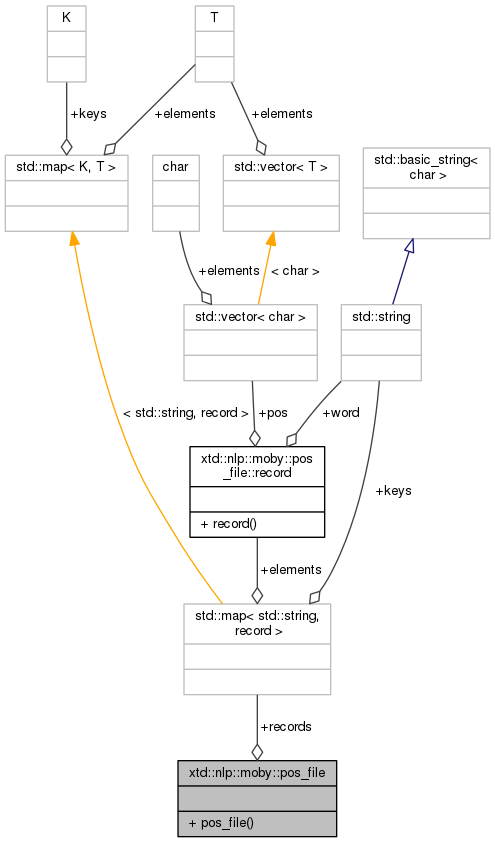 K
T
+keys
+elements
+elements
std::map< K, T >
char
std::vector< T >
std::basic_string<
char >
+elements
< char >
std::vector< char >
std::string
< std::string, record >
+pos
+word
xtd::nlp::moby::pos
_file::record
+ record()
+keys
+elements
std::map< std::string,
record >
+records
xtd::nlp::moby::pos_file
+ pos_file()